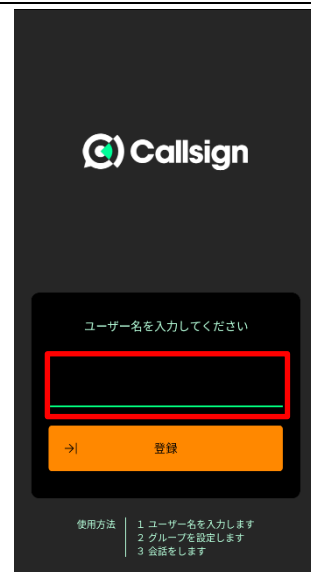 Callsign
ユーザー名を入力してください
登録
使用方法
1 ユーザー名を入力します
2 グループを設定します
3 会話をします